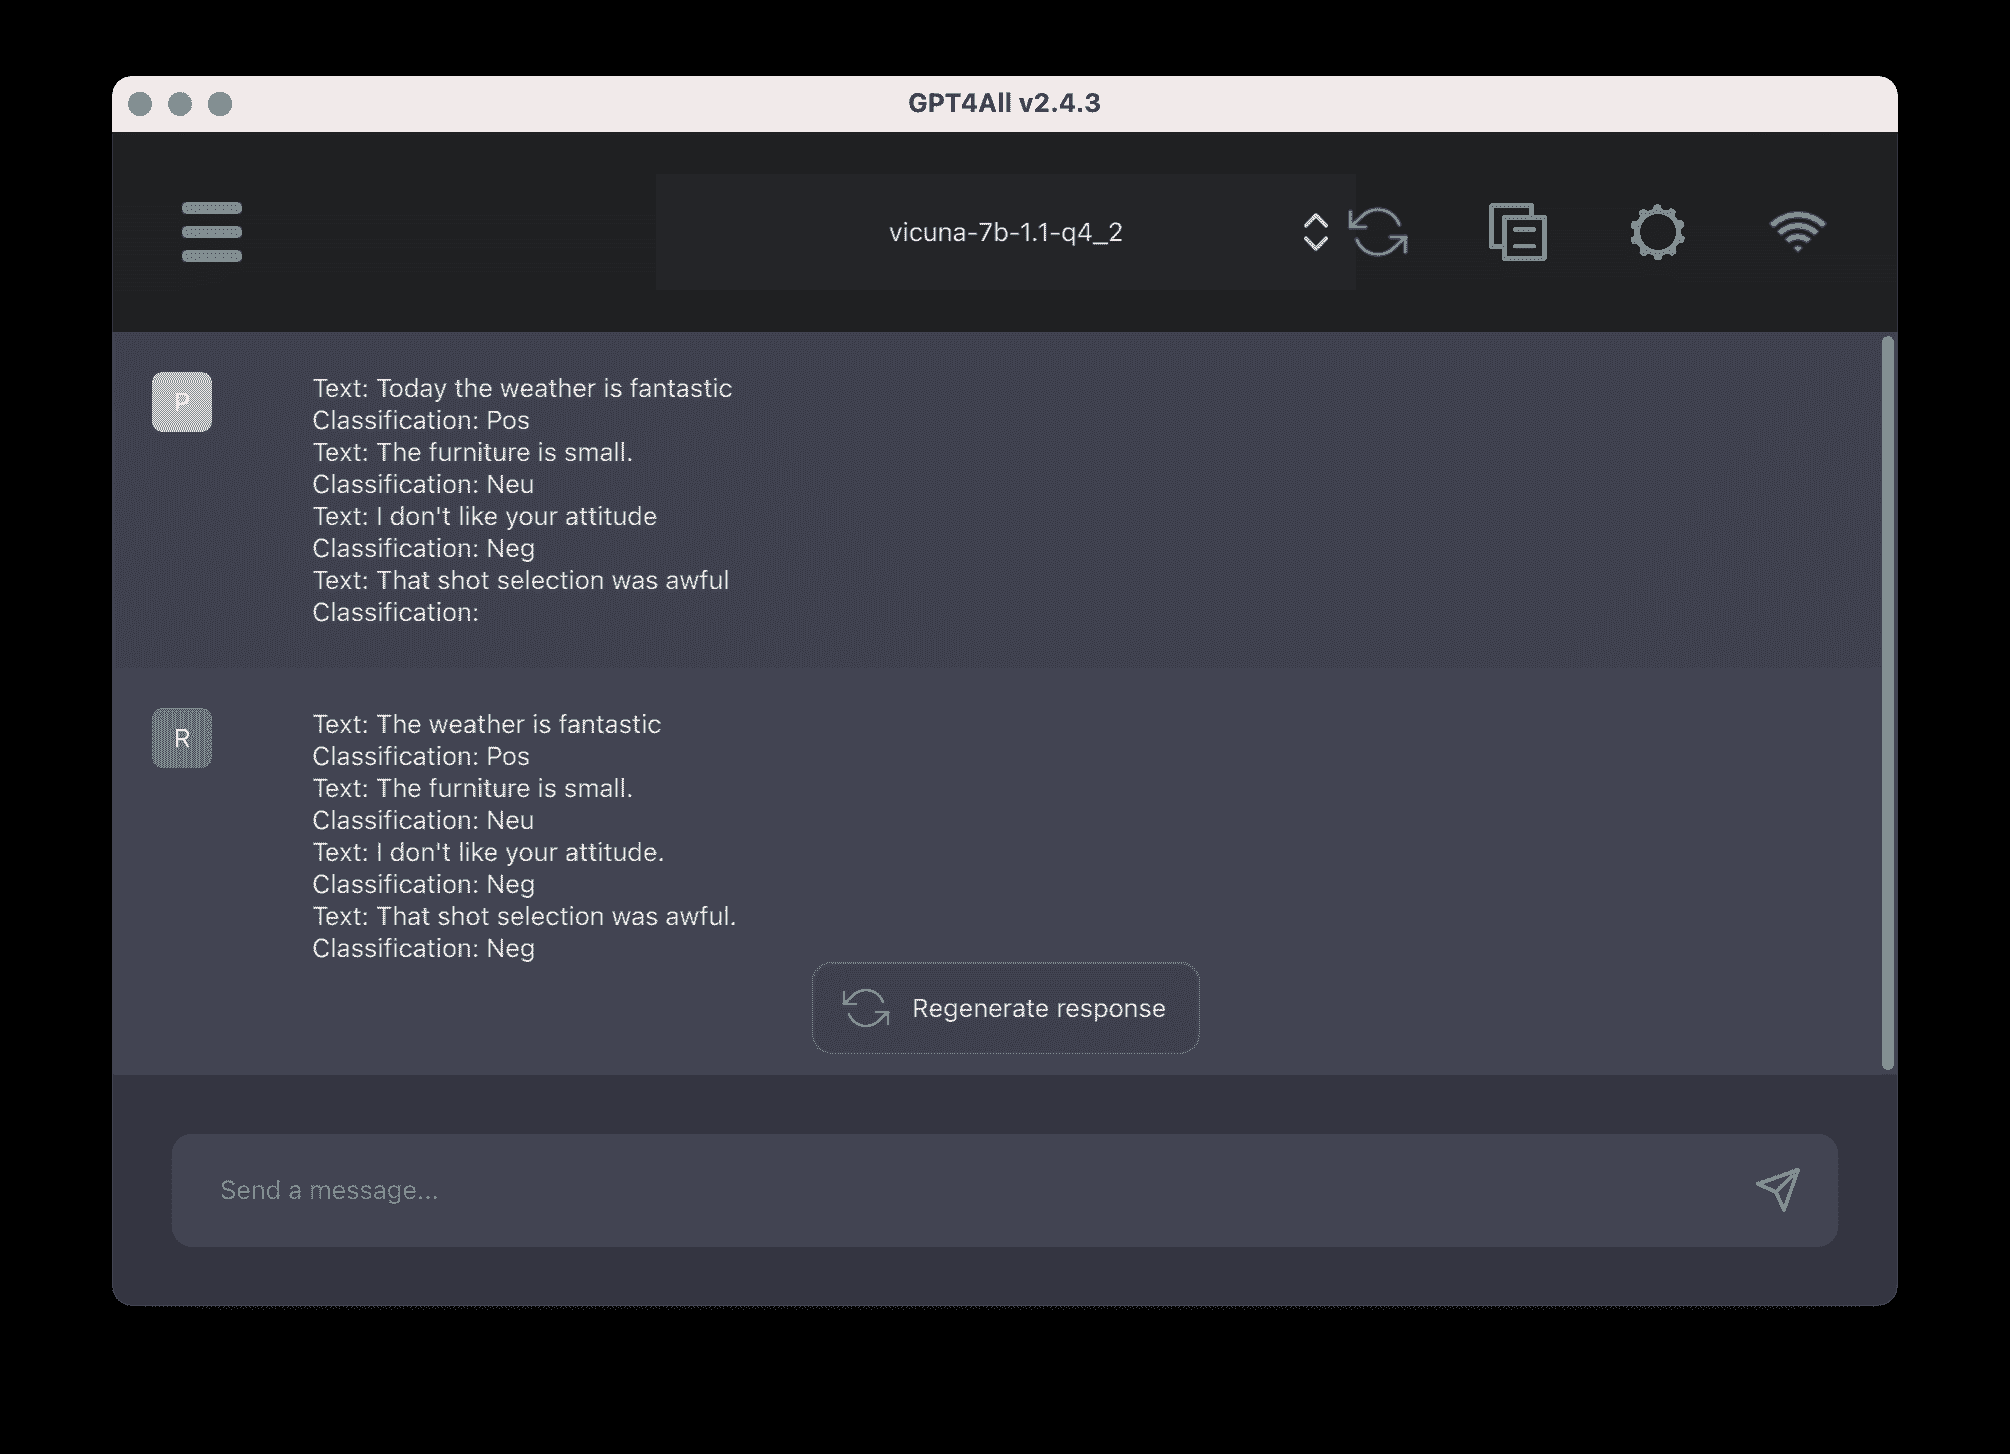 GPT4All v2.4.3
vicuna-7b-1.1-q4_2
P
Text: Today the weather is fantastic
Classification: Pos
Text: The furniture is small.
Classification: Neu
Text: I don't like your attitude
Classification: Neg
Text: That shot selection was awful
Classification:
R
Text: The weather is fantastic
Classification: Pos
Text: The furniture is small.
Classification: Neu
Text: I don't like your attitude.
Classification: Neg
Text: That shot selection was awful.
Classification: Neg
Regenerate response
Send a message...